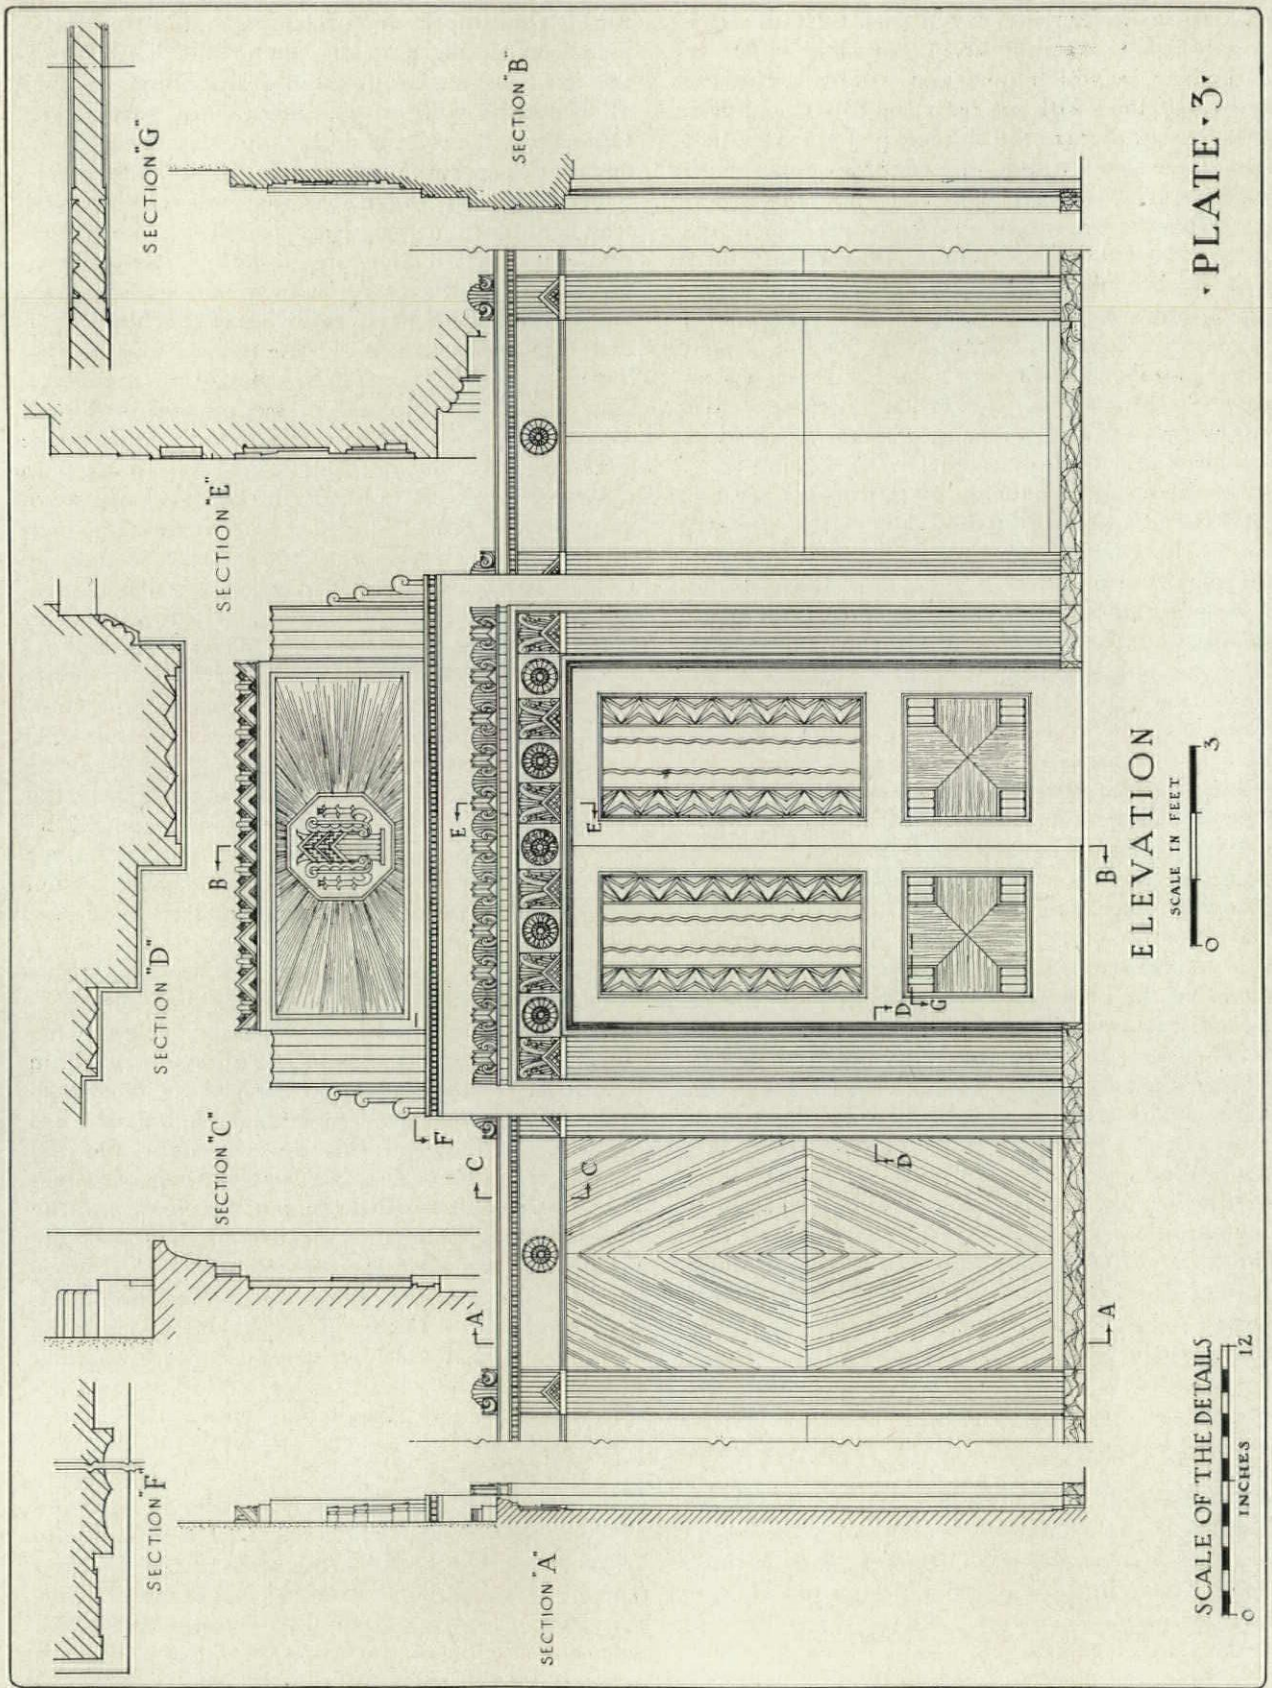 SECTION "F"
SECTION "C"
SECTION "D"
SECTION "E"
SECTION "G"
SECTION "A"
SECTION "B"
B
F
C
E
A
C
E
D
D
G
A
B
ELEVATION
SCALE IN FEET
0 3
SCALE OF THE DETAILS
0 12
INCHES
· PLATE · 3 ·